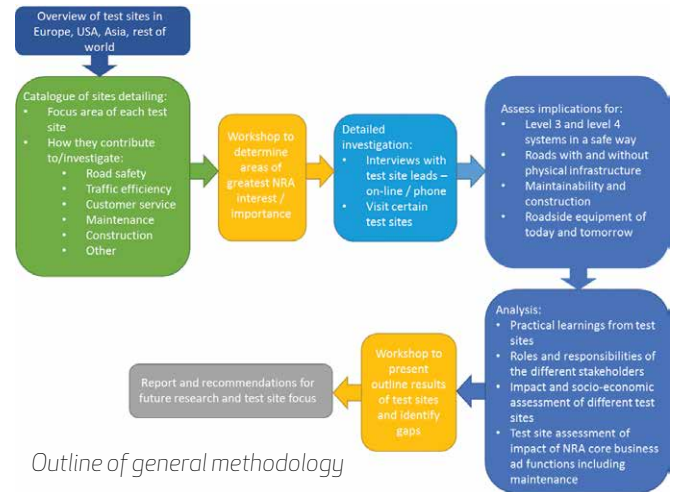 Overview of test sites in
Europe, USA, Asia, rest of
world
Catalogue of sites detailing:
• Focus area of each test
site
• How they contribute
to/investigate:
• Road safety
• Traffic efficiency
• Customer service
• Maintenance
• Construction
• Other
Workshop to
determine areas of
greatest NRA
interest /
Importance
Detailed
investigation:
• Interviews with
test site leads –
on-line / phone
• Visit certain
test sites
Assess implications for:
• Level 3 and level 4
systems in a safe way
• Roads with and without
physical infrastructure
• Maintainability and
construction
• Roadside equipment of
today and tomorrow
Analysis:
• Practical learnings from test
sites
• Roles and responsibilities of
the different stakeholders
• Impact and socio-economic
assessment of different test
sites
• Test site assessment of
impact of NRA core business
ad functions including
maintenance
Workshop to
present
outline results
of test sites
and identify
gaps
Report and recommendations for
future research and test site focus
Outline of general methodology